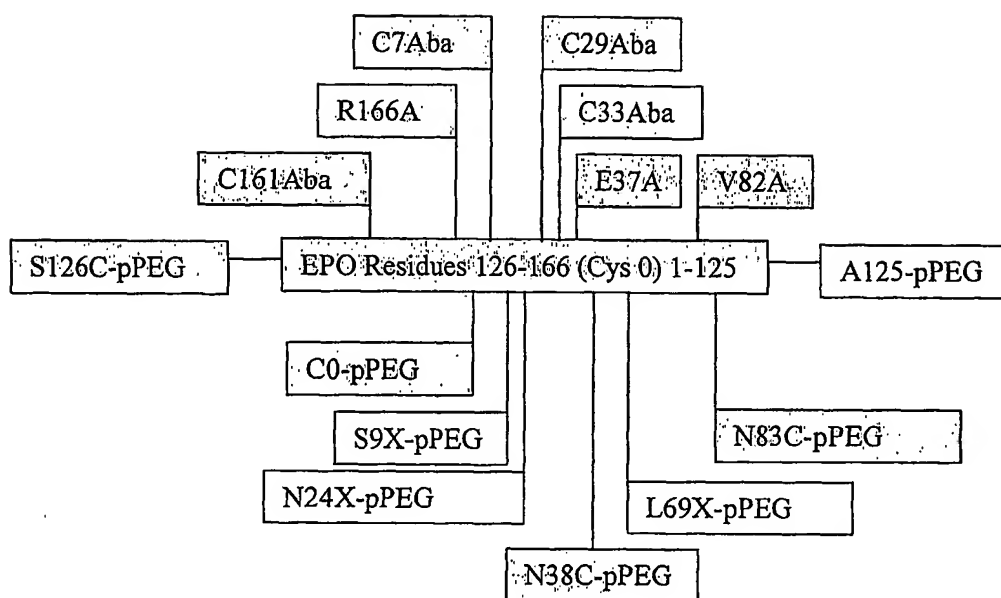 C7Aba
C29Aba
R166A
C33Aba
C161Aba
E37A
V82A
S126C-pPEG
EPO Residues 126-166 (Cys 0) 1-125
A125-pPEG
C0-pPEG
S9X-pPEG
N83C-pPEG
N24X-pPEG
L69X-pPEG
N38C-pPEG